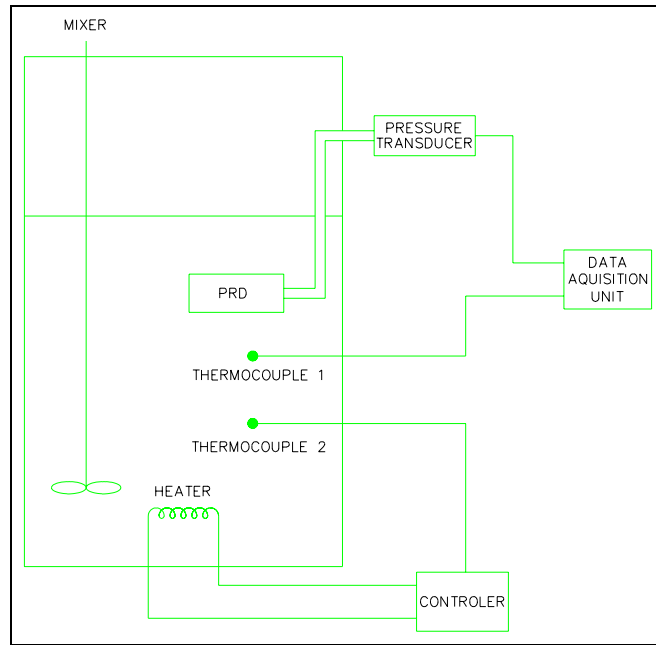 MIXER
PRESSURE
TRANSDUCER
DATA
AQUISITION
UNIT
PRD
THERMOCOUPLE 1
THERMOCOUPLE 2
HEATER
CONTROLER